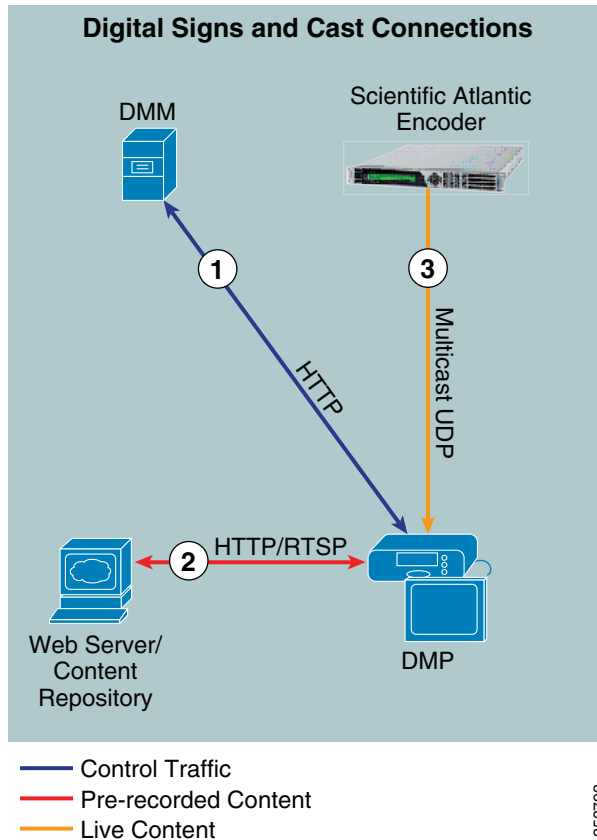 Digital Signs and Cast Connections
DMM
Scientific Atlantic
Encoder
1
3
HTTP
Multicast UDP
2
HTTP/RTSP
Web Server/
Content
Repository
DMP
Control Traffic
Pre-recorded Content
Live Content